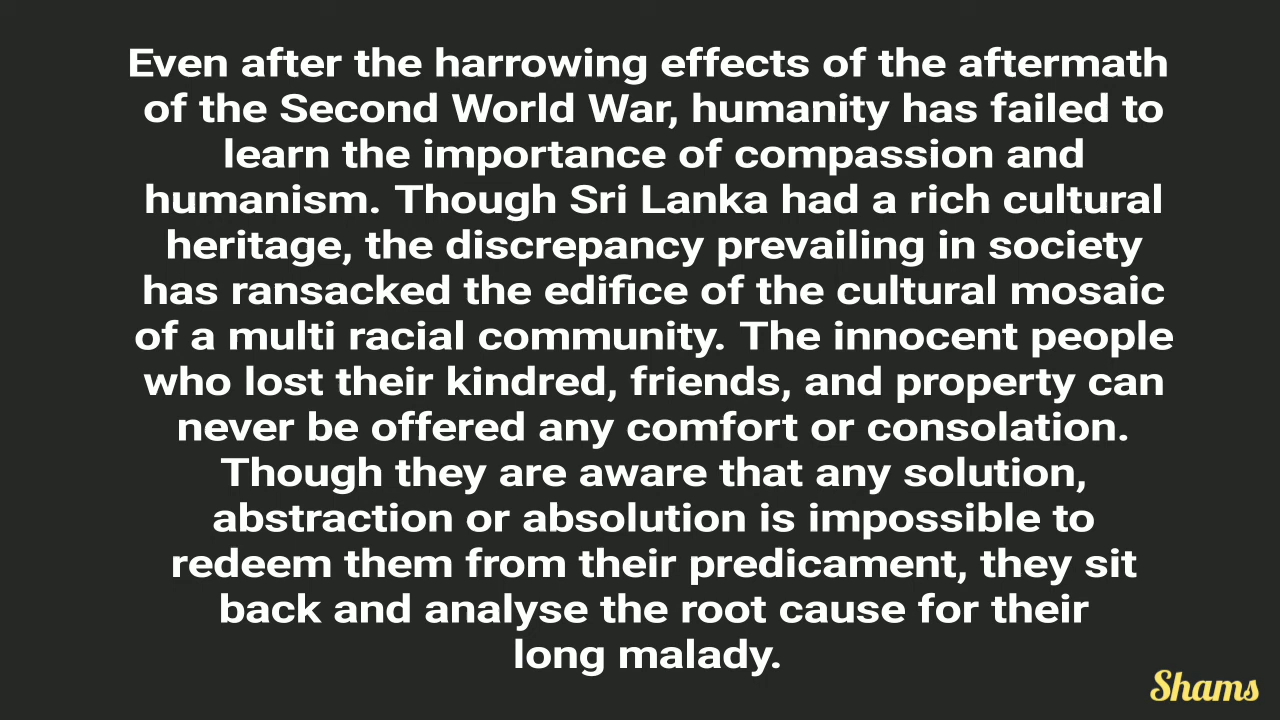 Even after the harrowing effects of the aftermath
of the Second World War, humanity has failed to
learn the importance of compassion and
humanism. Though Sri Lanka had a rich cultural
heritage, the discrepancy prevailing in society
has ransacked the edifice of the cultural mosaic
of a multi racial community. The innocent people
who lost their kindred, friends, and property can
never be offered any comfort or consolation.
Though they are aware that any solution,
abstraction or absolution is impossible to
redeem them from their predicament, they sit
back and analyse the root cause for their
long malady.
Shams